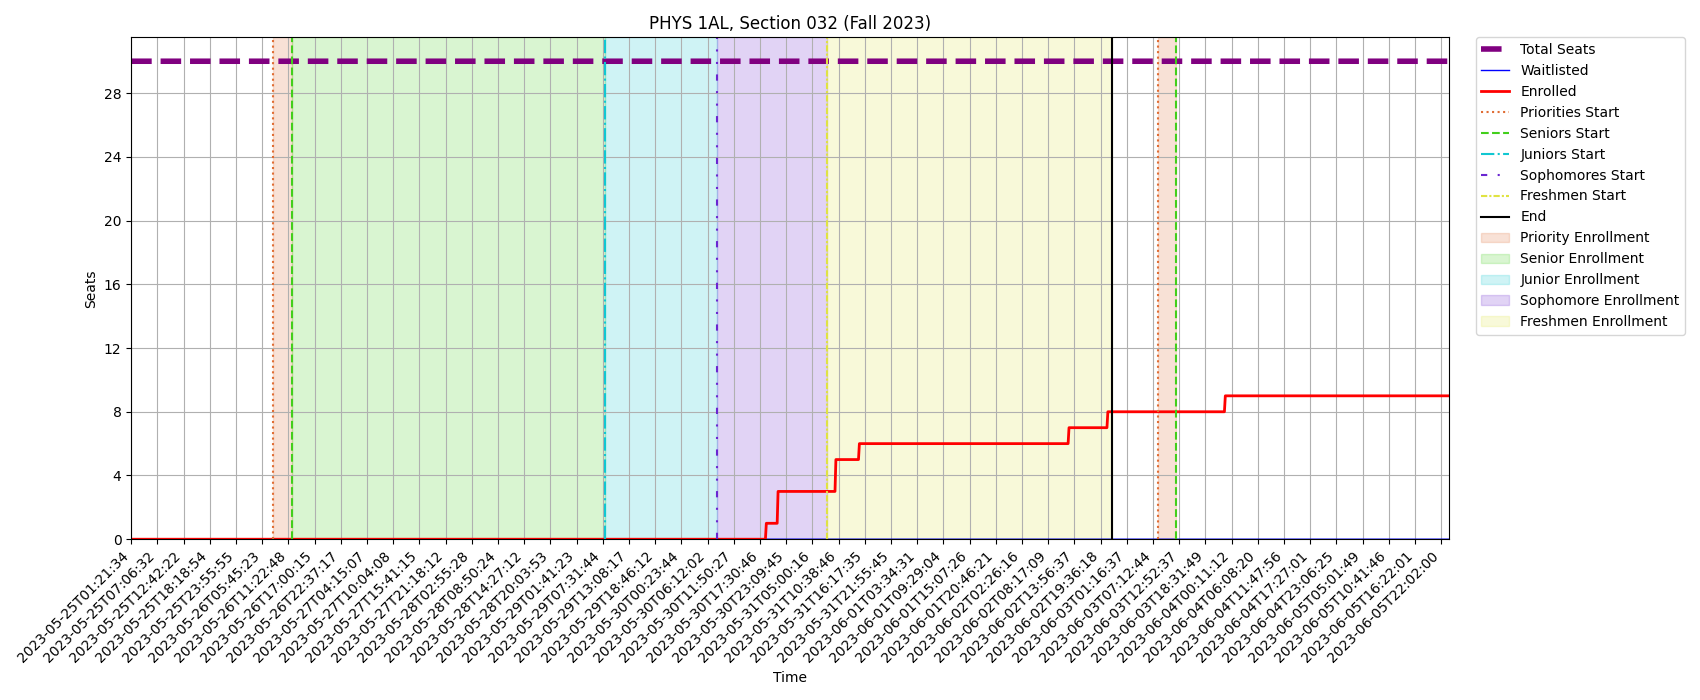 PHYS 1AL, Section 032 (Fall 2023)
Total Seats
Waitlisted
Enrolled
Priorities Start
Seniors Start
Juniors Start
Sophomores Start
Freshmen Start
End
Priority Enrollment
Senior Enrollment
Junior Enrollment
Sophomore Enrollment
Freshmen Enrollment
Seats
28
24
20
16
12
8
4
0
2023-05-25T01:21:34
2023-05-25T07:06:32
2023-05-25T12:42:22
2023-05-25T18:18:54
2023-05-25T23:55:55
2023-05-26T05:45:23
2023-05-26T11:22:48
2023-05-26T17:00:15
2023-05-26T22:37:17
2023-05-27T04:15:07
2023-05-27T10:04:08
2023-05-27T15:41:15
2023-05-27T21:18:12
2023-05-28T02:55:28
2023-05-28T08:50:24
2023-05-28T14:27:12
2023-05-28T20:03:53
2023-05-29T01:41:23
2023-05-29T07:31:44
2023-05-29T13:08:17
2023-05-29T18:46:12
2023-05-30T00:23:44
2023-05-30T06:12:02
2023-05-30T11:50:27
2023-05-30T17:30:46
2023-05-30T23:09:45
2023-05-31T05:00:16
2023-05-31T10:38:46
2023-05-31T16:17:35
2023-05-31T21:55:45
2023-06-01T03:34:31
2023-06-01T09:29:04
2023-06-01T15:07:26
2023-06-01T20:46:21
2023-06-02T02:26:16
2023-06-02T08:17:09
2023-06-02T13:56:37
2023-06-02T19:36:18
2023-06-03T01:16:37
2023-06-03T07:12:44
2023-06-03T12:52:37
2023-06-03T18:31:49
2023-06-04T00:11:12
2023-06-04T06:08:20
2023-06-04T11:47:56
2023-06-04T17:27:01
2023-06-04T23:06:25
2023-06-05T05:01:49
2023-06-05T10:41:46
2023-06-05T16:22:01
2023-06-05T22:02:00
Time